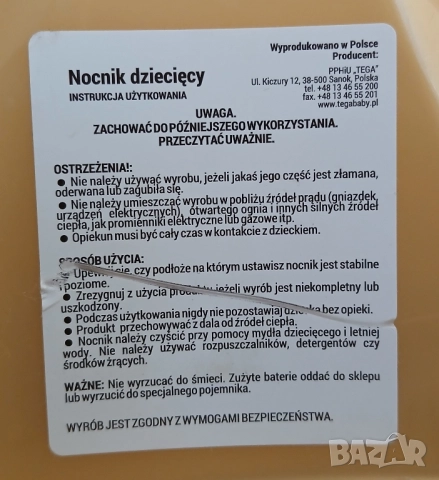 Wyprodukowano w Polsce
Producent:
PPHiU „TEGA”
Ul. Kiczury 12, 38-500 Sanok, Polska
tel. +48 13 46 55 200
fax. +48 13 46 55 201
www.tegababy.pl
Nocnik dziecięcy
INSTRUKCJA UŻYTKOWANIA
UWAGA.
ZACHOWAĆ DO PÓŹNIEJSZEGO WYKORZYSTANIA.
PRZECZYTAĆ UWAŻNIE.
OSTRZEŻENIA!:
● Nie należy używać wyrobu, jeżeli jakaś jego część jest złamana,
oderwana lub zagubiła się.
● Nie należy umieszczać wyrobu w pobliżu źródeł prądu (gniazdek,
urządzeń elektrycznych), otwartego ognia i innych silnych źródeł
ciepła, jak promienniki elektryczne lub gazowe itp.
● Opiekun musi być cały czas w kontakcie z dzieckiem.
SPOSÓB UŻYCIA:
● czy podłoże na którym ustawisz nocnik jest stabilne
i poziome.
● Zrezygnuj z użycia produktu jeżeli wyrób jest niekompletny lub
uszkodzony.
● Podczas użytkowania nigdy nie pozostawiaj dziecka bez opieki.
● Produkt przechowywać z dala od źródeł ciepła.
● Nocnik należy czyścić przy pomocy mydła dziecięcego i letniej
wody. Nie należy używać rozpuszczalników, detergentów czy
środków żrących.
WAŻNE: Nie wyrzucać do śmieci. Zużyte baterie oddać do sklepu
lub wyrzucić do specjalnego pojemnika.
WYRÓB JEST ZGODNY Z WYMOGAMI BEZPIECZEŃSTWA.
BAZAR